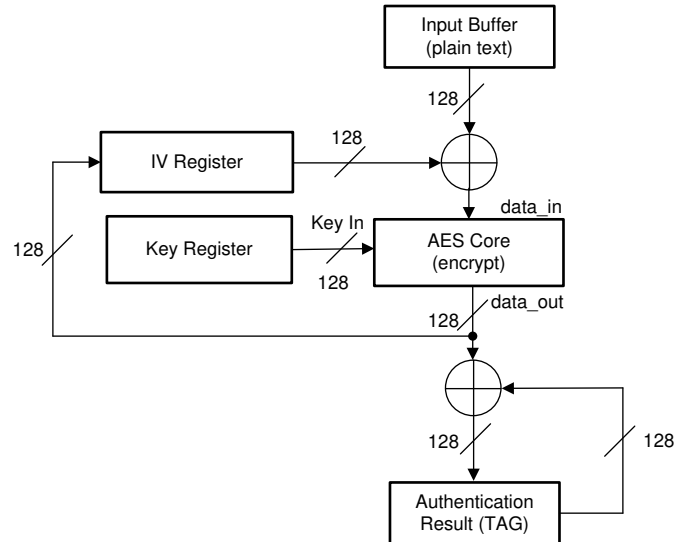 Input Buffer
(plain text)
128
IV Register
128
data_in
Key Register
Key In
128
AES Core
(encrypt)
128
data_out
128
128
128
Authentication
Result (TAG)